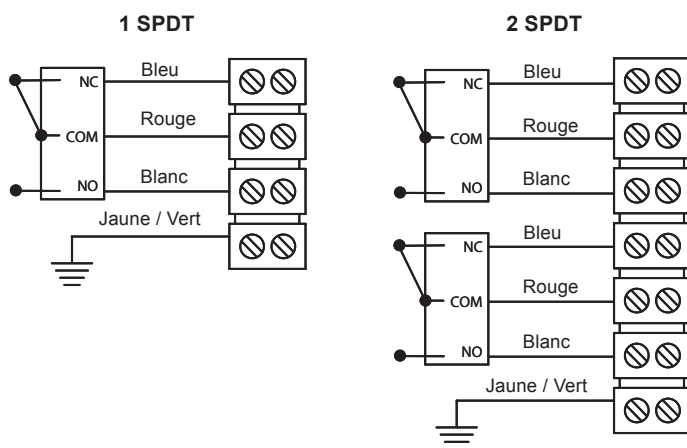 1 SPDT
NC
Bleu
COM
Rouge
NO
Blanc
Jaune / Vert
2 SPDT
NC
Bleu
COM
Rouge
NO
Blanc
NC
Bleu
COM
Rouge
NO
Blanc
Jaune / Vert